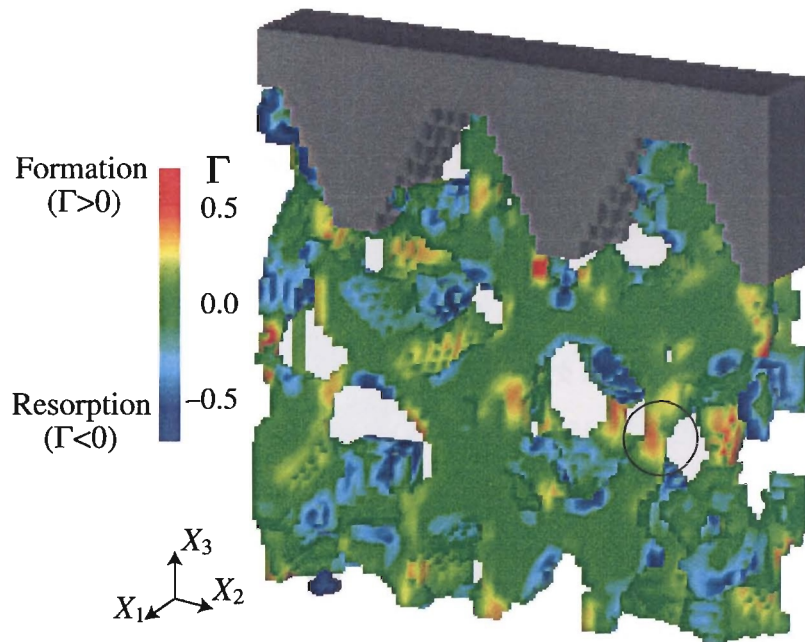 Formation
(Γ>0)
Γ
0.5
0.0
−0.5
Resorption
(Γ<0)
X3
X1
X2